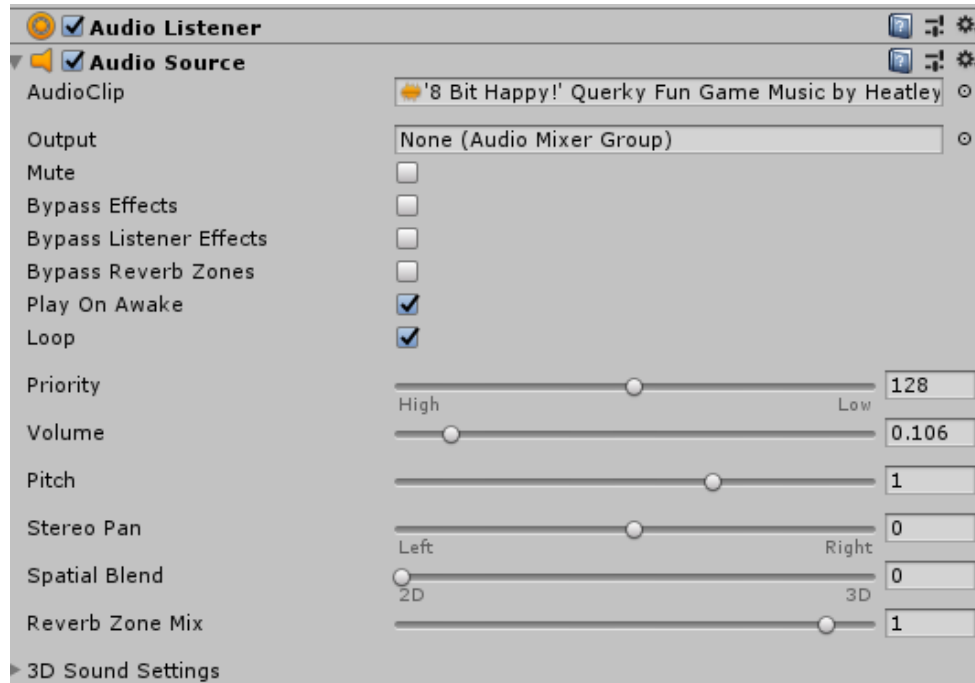 Audio Listener
Audio Source
AudioClip '8 Bit Happy!' Querky Fun Game Music by Heatley
Output None (Audio Mixer Group)
Mute
Bypass Effects
Bypass Listener Effects
Bypass Reverb Zones
Play On Awake
Loop
Priority 128
High Low
Volume 0.106
Pitch 1
Stereo Pan 0
Left Right
Spatial Blend 0
2D 3D
Reverb Zone Mix 1
3D Sound Settings